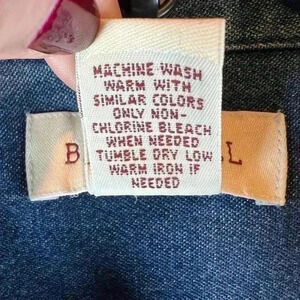 MACHINE WASH
WARM WITH
SIMILAR COLORS
ONLY NON-
CHLORINE BLEACH
WHEN NEEDED
TUMBLE DRY LOW
WARM IRON IF
NEEDED